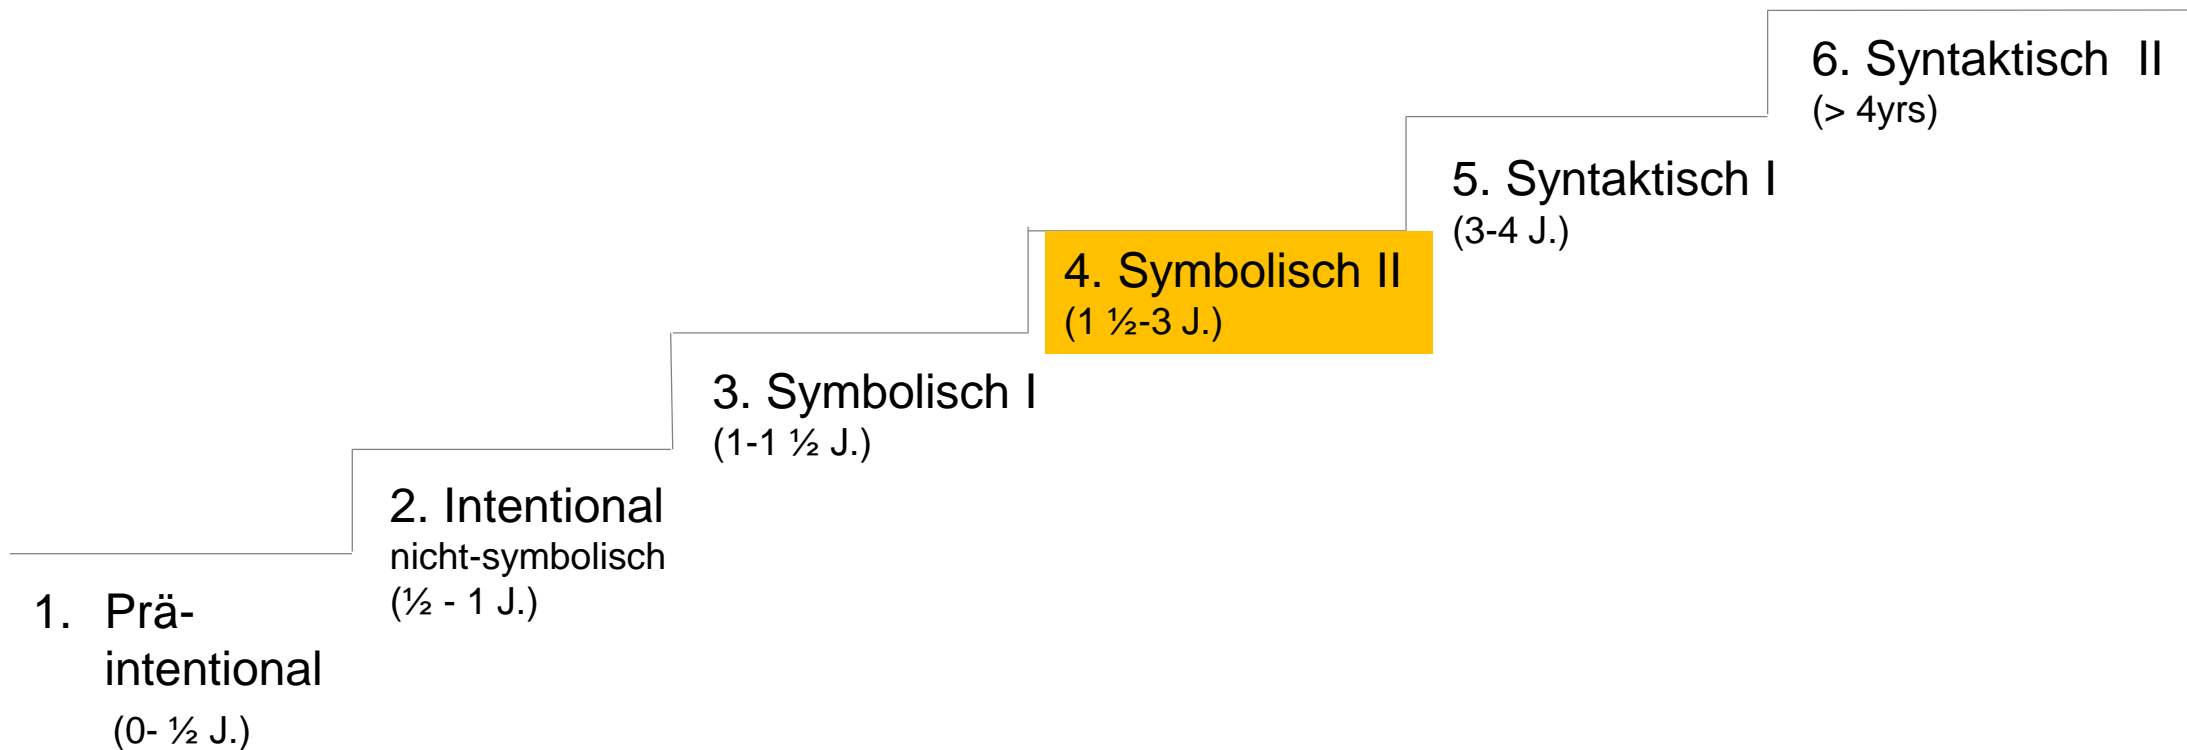 1. Prä-
intentional
(0- ½ J.)
2. Intentional
nicht-symbolisch
(½ - 1 J.)
3. Symbolisch I
(1-1 ½ J.)
4. Symbolisch II
(1 ½-3 J.)
5. Syntaktisch I
(3-4 J.)
6. Syntaktisch II
(> 4yrs)